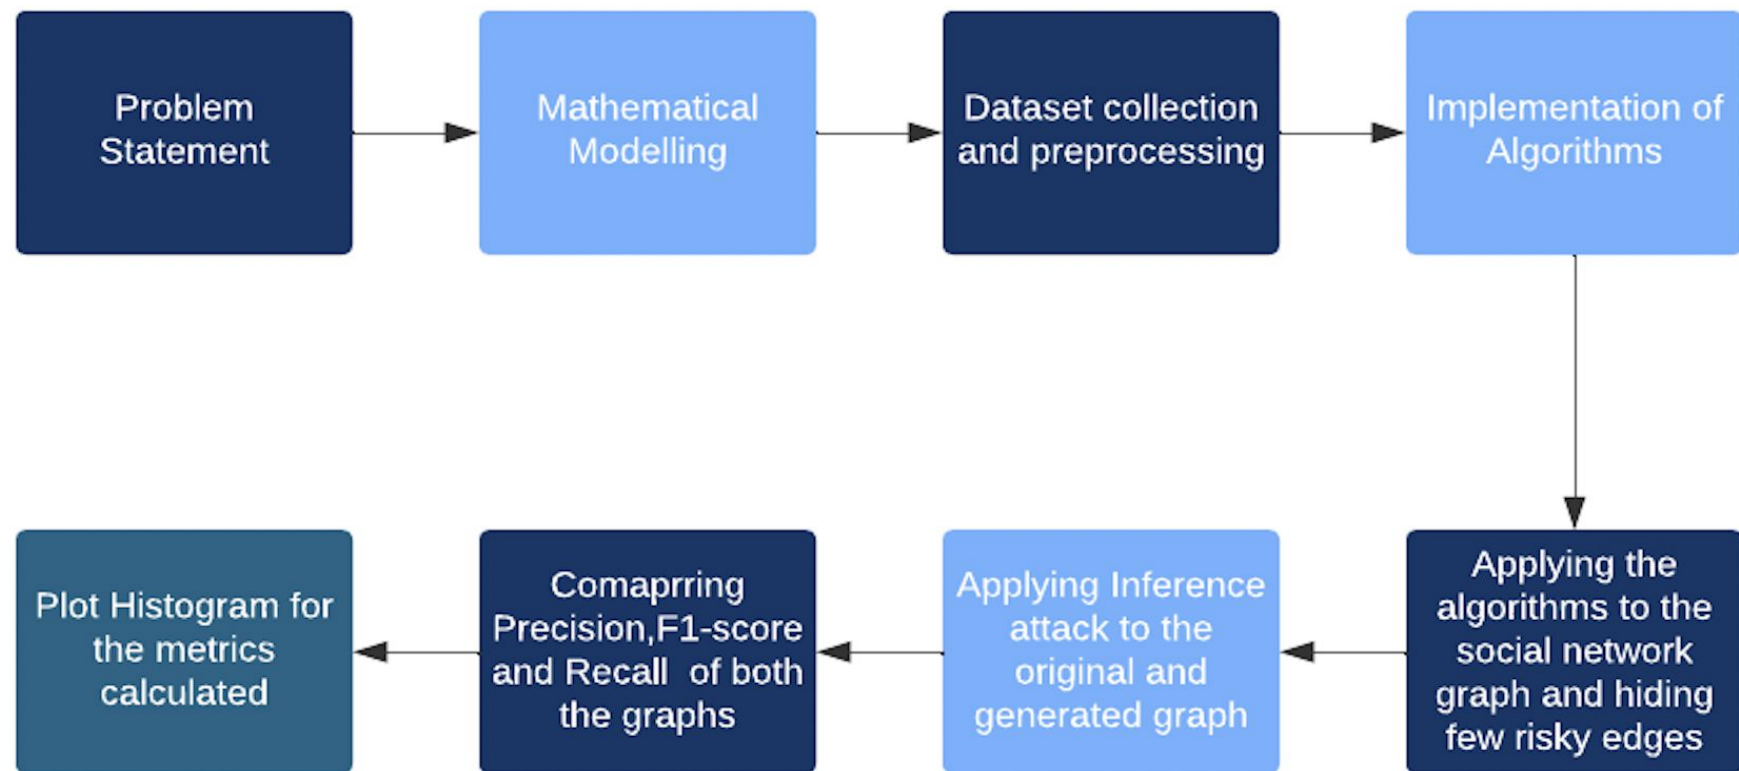 Problem
Statement
Mathematical
Modelling
Dataset collection
and preprocessing
Implementation of
Algorithms
Applying the
algorithms to the
social network
graph and hiding
few risky edges
Applying Inference
attack to the
original and
generated graph
Comaprring
Precision,F1-score
and Recall  of both
the graphs
Plot Histogram for
the metrics
calculated